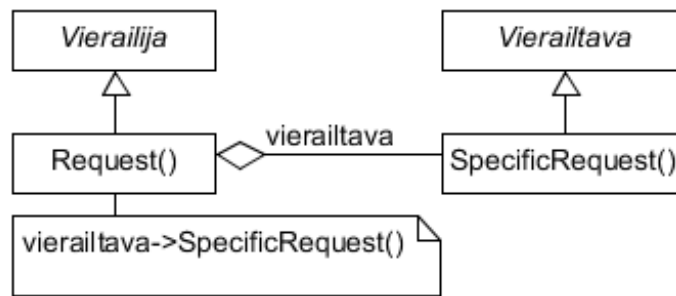 Vierailija
Vierailtava
vierailtava
Request()
SpecificRequest()
vierailtava->SpecificRequest()